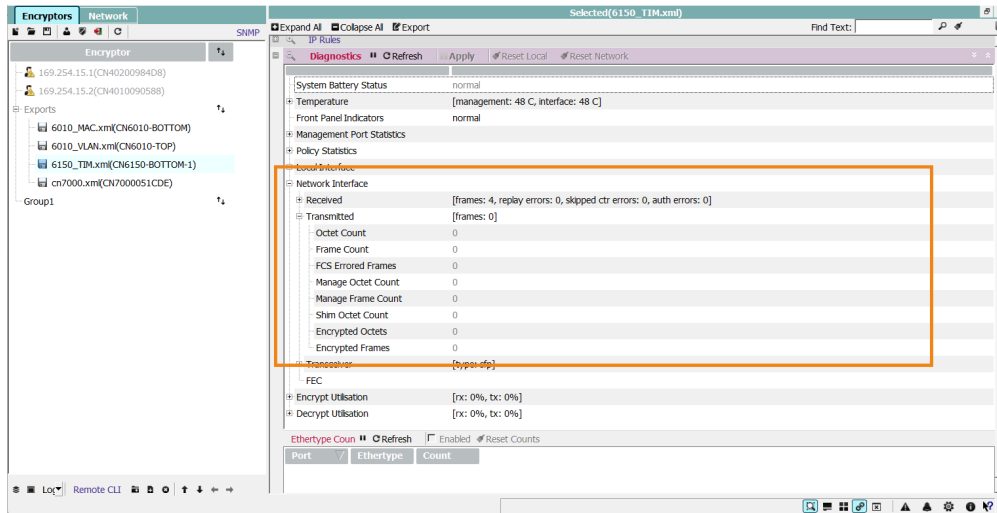 Encryptors Network
SNMP
Encryptor
169.254.15.1(CN40200984D8)
169.254.15.2(CN4010090588)
Exports
6010_MAC.xml(CN6010-BOTTOM)
6010_VLAN.xml(CN6010-TOP)
6150_TIM.xml(CN6150-BOTTOM-1)
cn7000.xml(CN7000051CDE)
Group1
Remote CLI
Selected(6150_TIM.xml)
Expand All Collapse All Export Find Text:
IP Rules
Diagnostics Refresh Apply Reset Local Reset Network
System Battery Status normal
Temperature [management: 48 C, interface: 48 C]
Front Panel Indicators normal
Management Port Statistics
Policy Statistics
Local Interface
Network Interface
Received [frames: 4, replay errors: 0, skipped ctr errors: 0, auth errors: 0]
Transmitted [frames: 0]
Octet Count 0
Frame Count 0
FCS Errored Frames 0
Manage Octet Count 0
Manage Frame Count 0
Shim Octet Count 0
Encrypted Octets 0
Encrypted Frames 0
Transceiver [type: sfp]
FEC
Encrypt Utilisation [rx: 0%, tx: 0%]
Decrypt Utilisation [rx: 0%, tx: 0%]
Ethertype Coun Refresh Enabled Reset Counts
Port Ethertype Count